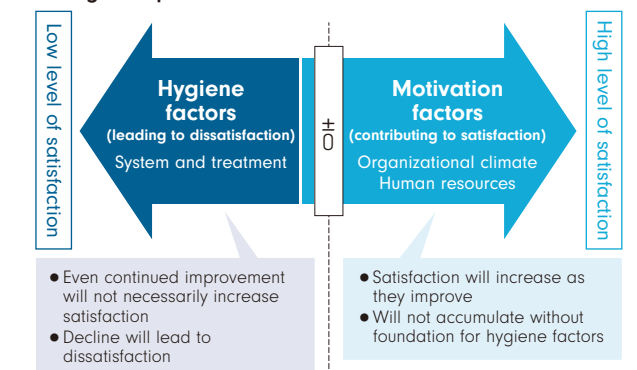 Low level of satisfaction
Hygiene
factors
(leading to dissatisfaction)
System and treatment
±0
Motivation
factors
(contributing to satisfaction)
Organizational climate
Human resources
High level of satisfaction
● Even continued improvement
will not necessarily increase
satisfaction
● Decline will lead to
dissatisfaction
● Satisfaction will increase as
they improve
● Will not accumulate without
foundation for hygiene factors